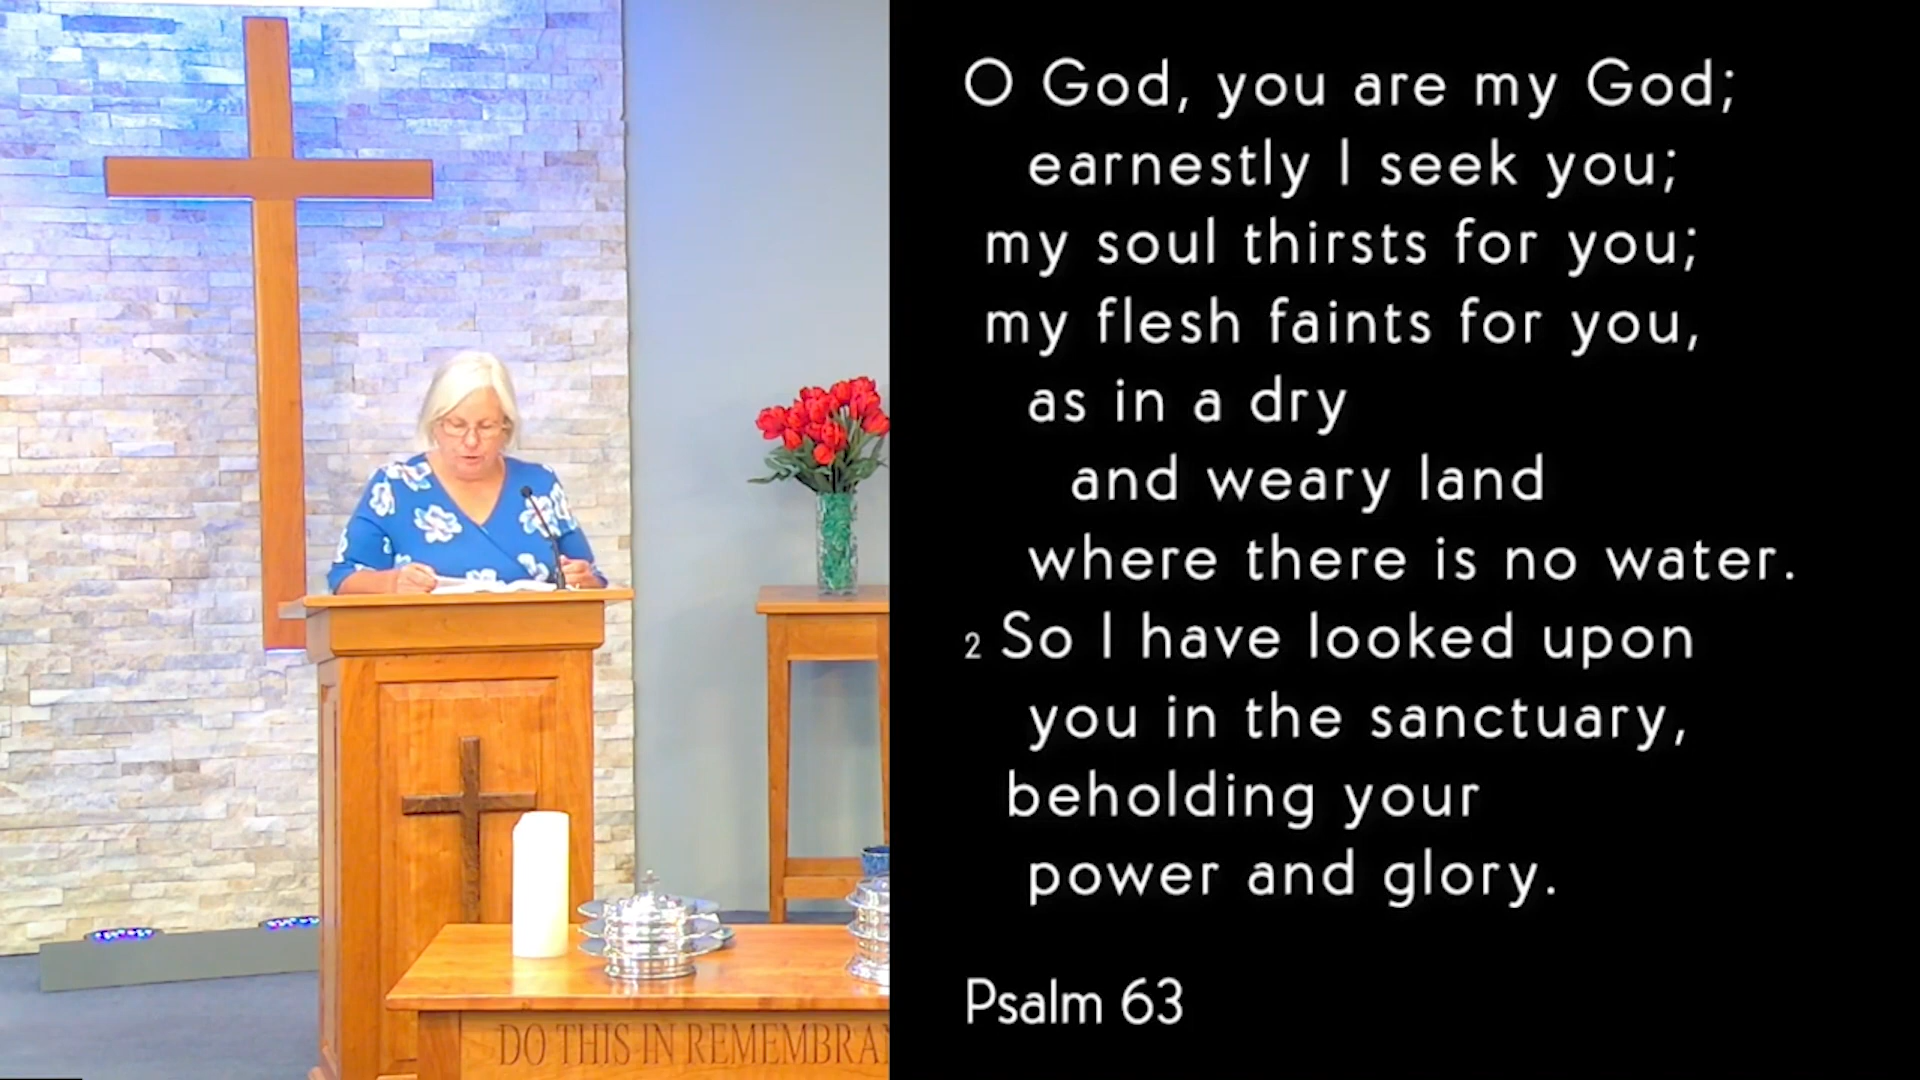 O God, you are my God;
earnestly I seek you;
my soul thirsts for you;
my flesh faints for you,
as in a dry
and weary land
where there is no water.
2 So I have looked upon
you in the sanctuary,
beholding your
power and glory.
Psalm 63
DO THIS IN REMEMBRA